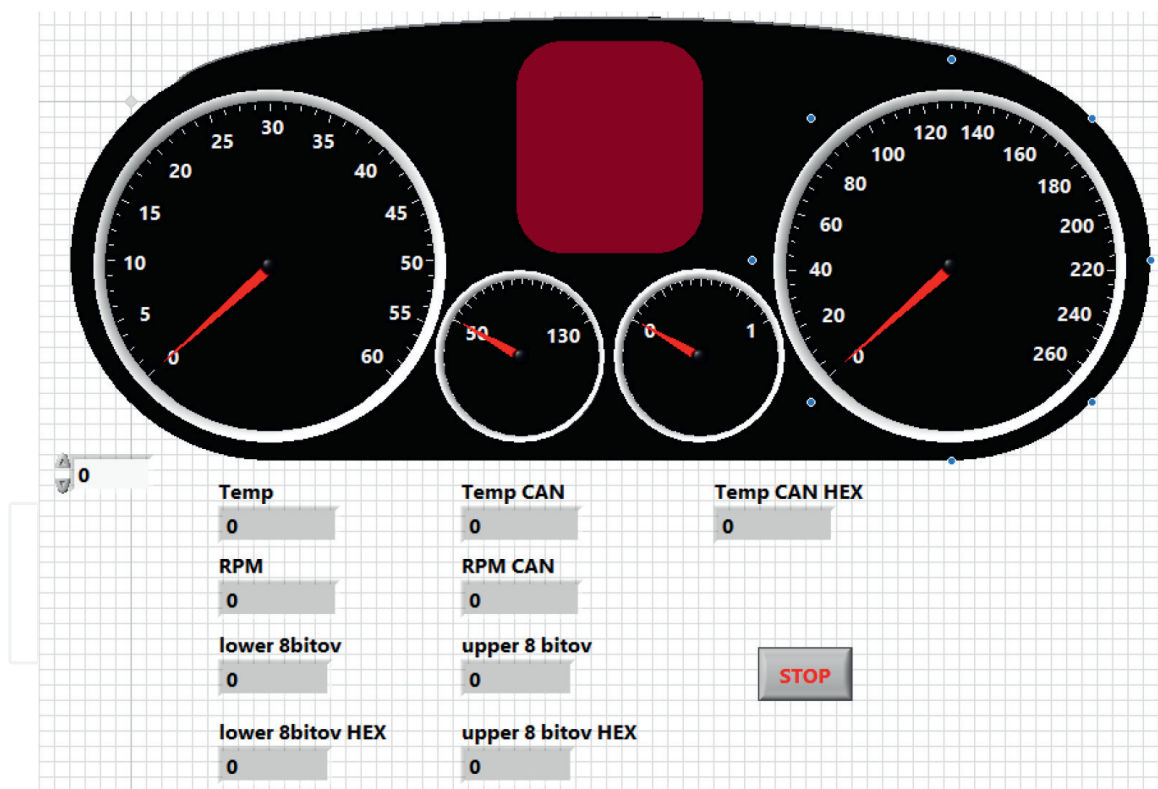 0 5 10 15 20 25 30 35 40 45 50 55 60
50 130
0 1
0 20 40 60 80 100 120 140 160 180 200 220 240 260
0
Temp Temp CAN Temp CAN HEX
0 0 0
RPM RPM CAN
0 0
lower 8bitov upper 8 bitov
0 0
STOP
lower 8bitov HEX upper 8 bitov HEX
0 0